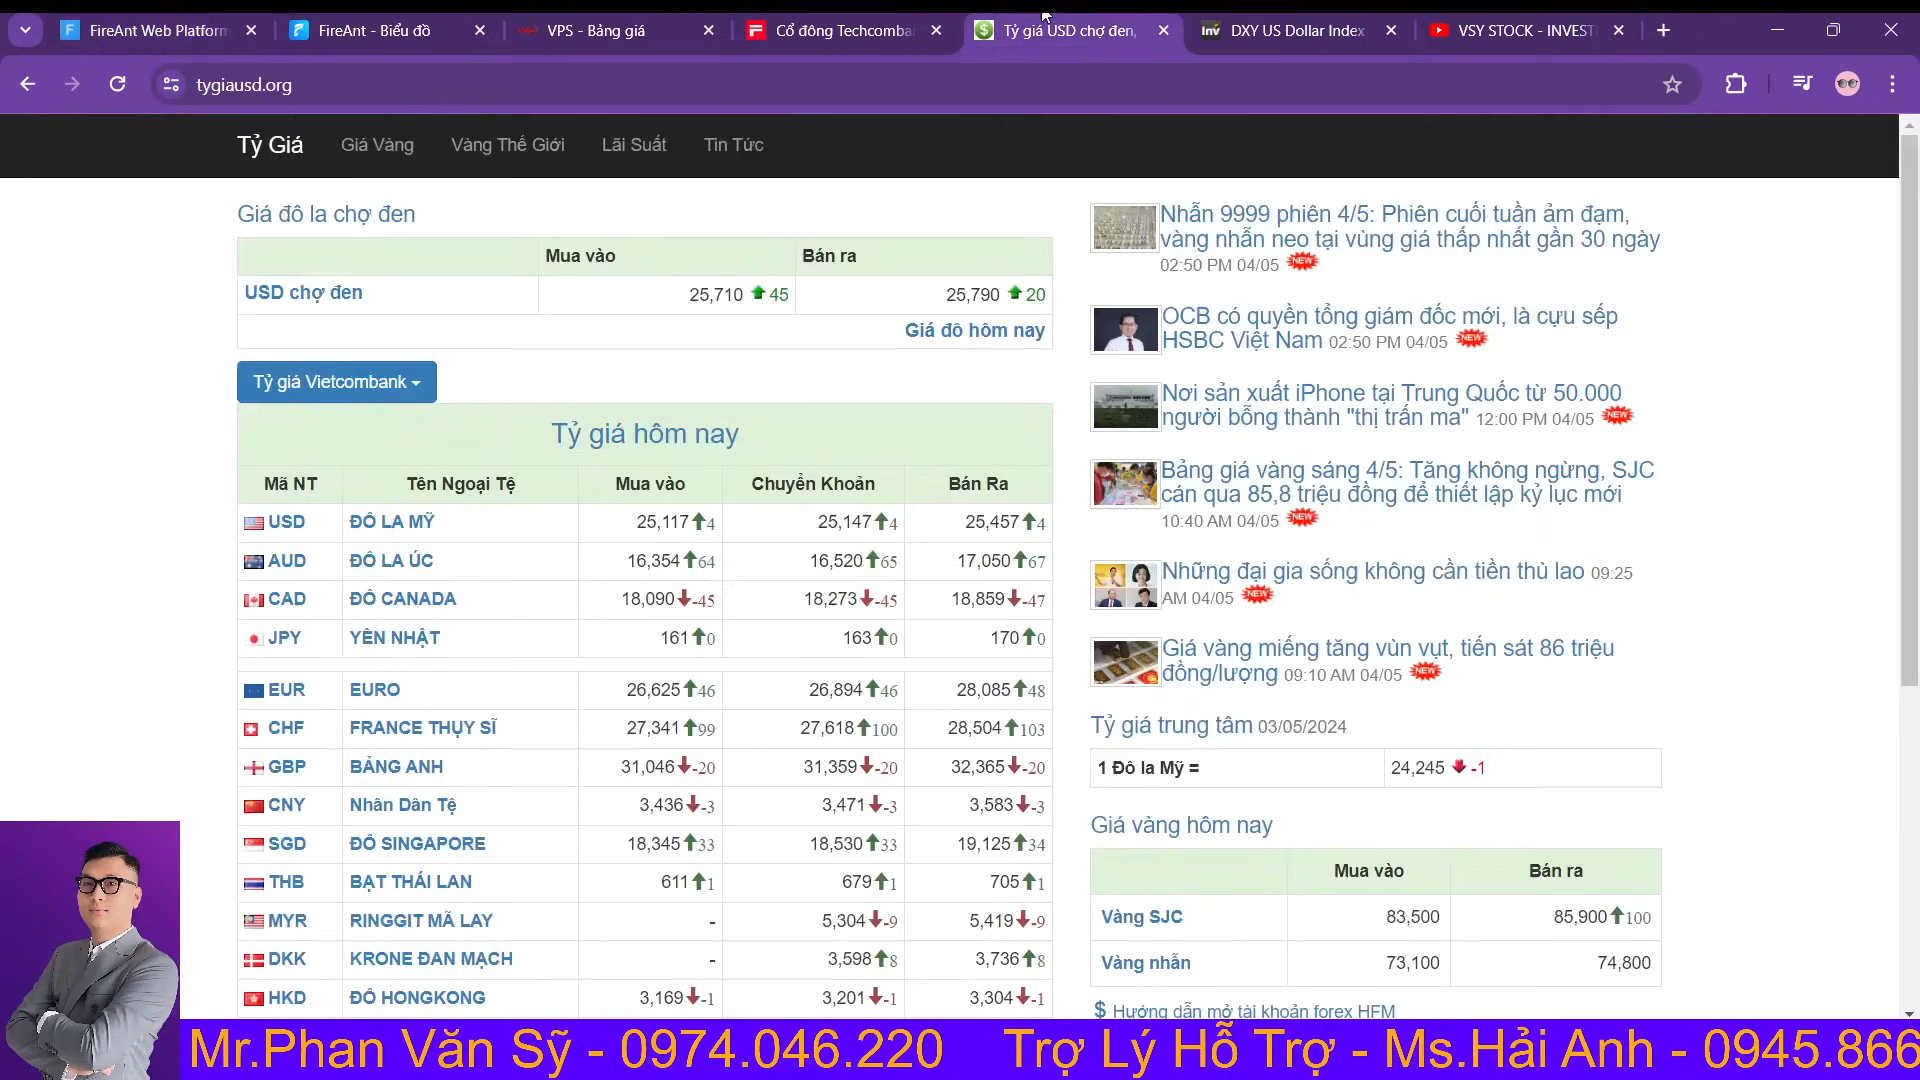 FireAnt Web Platform
FireAnt - Biểu đồ
VPS - Bảng giá
Cổ đông Techcomba
Tỷ giá USD chợ đen,
DXY US Dollar Index
VSY STOCK - INVEST
tygiausd.org
Tỷ Giá
Giá Vàng
Vàng Thế Giới
Lãi Suất
Tin Tức
Giá đô la chợ đen
Mua vào Bán ra
USD chợ đen 25,710 45 25,790 20
Giá đô hôm nay
Tỷ giá Vietcombank
Tỷ giá hôm nay
Mã NT Tên Ngoại Tệ Mua vào Chuyển Khoản Bán Ra
USD ĐÔ LA MỸ 25,117 4 25,147 4 25,457 4
AUD ĐÔ LA ÚC 16,354 64 16,520 65 17,050 67
CAD ĐÔ CANADA 18,090 -45 18,273 -45 18,859 -47
JPY YÊN NHẬT 161 0 163 0 170 0
EUR EURO 26,625 46 26,894 46 28,085 48
CHF FRANCE THỤY SĨ 27,341 99 27,618 100 28,504 103
GBP BẢNG ANH 31,046 -20 31,359 -20 32,365 -20
CNY Nhân Dân Tệ 3,436 -3 3,471 -3 3,583 -3
SGD ĐÔ SINGAPORE 18,345 33 18,530 33 19,125 34
THB BẠT THÁI LAN 611 1 679 1 705 1
MYR RINGGIT MÃ LAY - 5,304 -9 5,419 -9
DKK KRONE ĐAN MẠCH - 3,598 8 3,736 8
HKD ĐÔ HONGKONG 3,169 -1 3,201 -1 3,304 -1
Nhẫn 9999 phiên 4/5: Phiên cuối tuần ảm đạm,
vàng nhẫn neo tại vùng giá thấp nhất gần 30 ngày
02:50 PM 04/05 NEW
OCB có quyền tổng giám đốc mới, là cựu sếp
HSBC Việt Nam 02:50 PM 04/05 NEW
Nơi sản xuất iPhone tại Trung Quốc từ 50.000
người bỗng thành "thị trấn ma" 12:00 PM 04/05 NEW
Bảng giá vàng sáng 4/5: Tăng không ngừng, SJC
cán qua 85,8 triệu đồng để thiết lập kỷ lục mới
10:40 AM 04/05 NEW
Những đại gia sống không cần tiền thù lao 09:25
AM 04/05 NEW
Giá vàng miếng tăng vùn vụt, tiến sát 86 triệu
đồng/lượng 09:10 AM 04/05 NEW
Tỷ giá trung tâm 03/05/2024
1 Đô la Mỹ = 24,245 -1
Giá vàng hôm nay
Mua vào Bán ra
Vàng SJC 83,500 85,900 100
Vàng nhẫn 73,100 74,800
$ Hướng dẫn mở tài khoản forex HFM
Mr.Phan Văn Sỹ - 0974.046.220 Trợ Lý Hỗ Trợ - Ms.Hải Anh - 0945.866